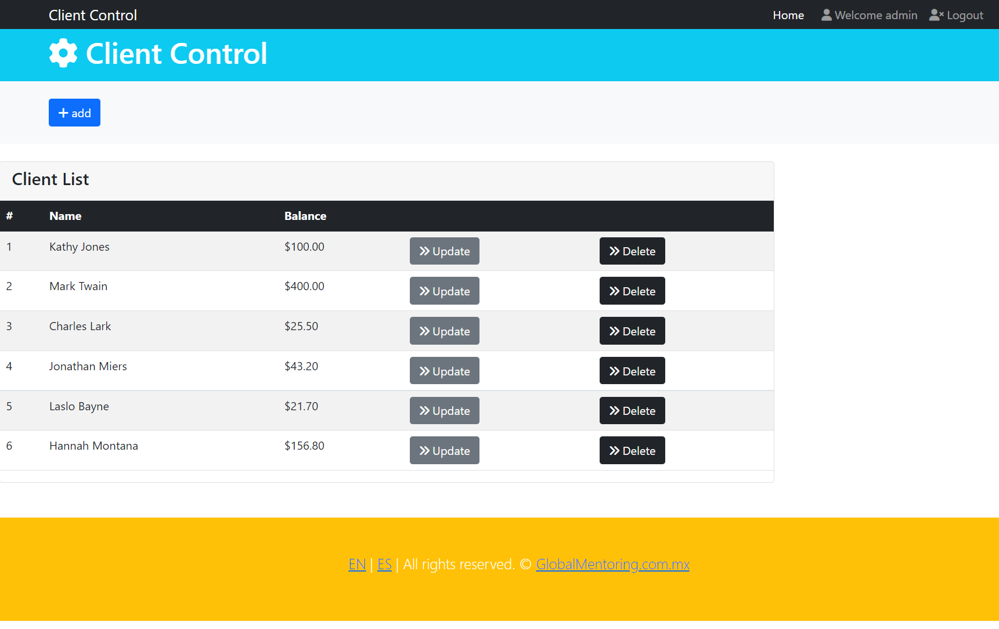 Client Control Home Welcome admin Logout
Client Control
+ add
Client List
# Name Balance
1 Kathy Jones $100.00 Update Delete
2 Mark Twain $400.00 Update Delete
3 Charles Lark $25.50 Update Delete
4 Jonathan Miers $43.20 Update Delete
5 Laslo Bayne $21.70 Update Delete
6 Hannah Montana $156.80 Update Delete
EN | ES | All rights reserved. © GlobalMentoring.com.mx